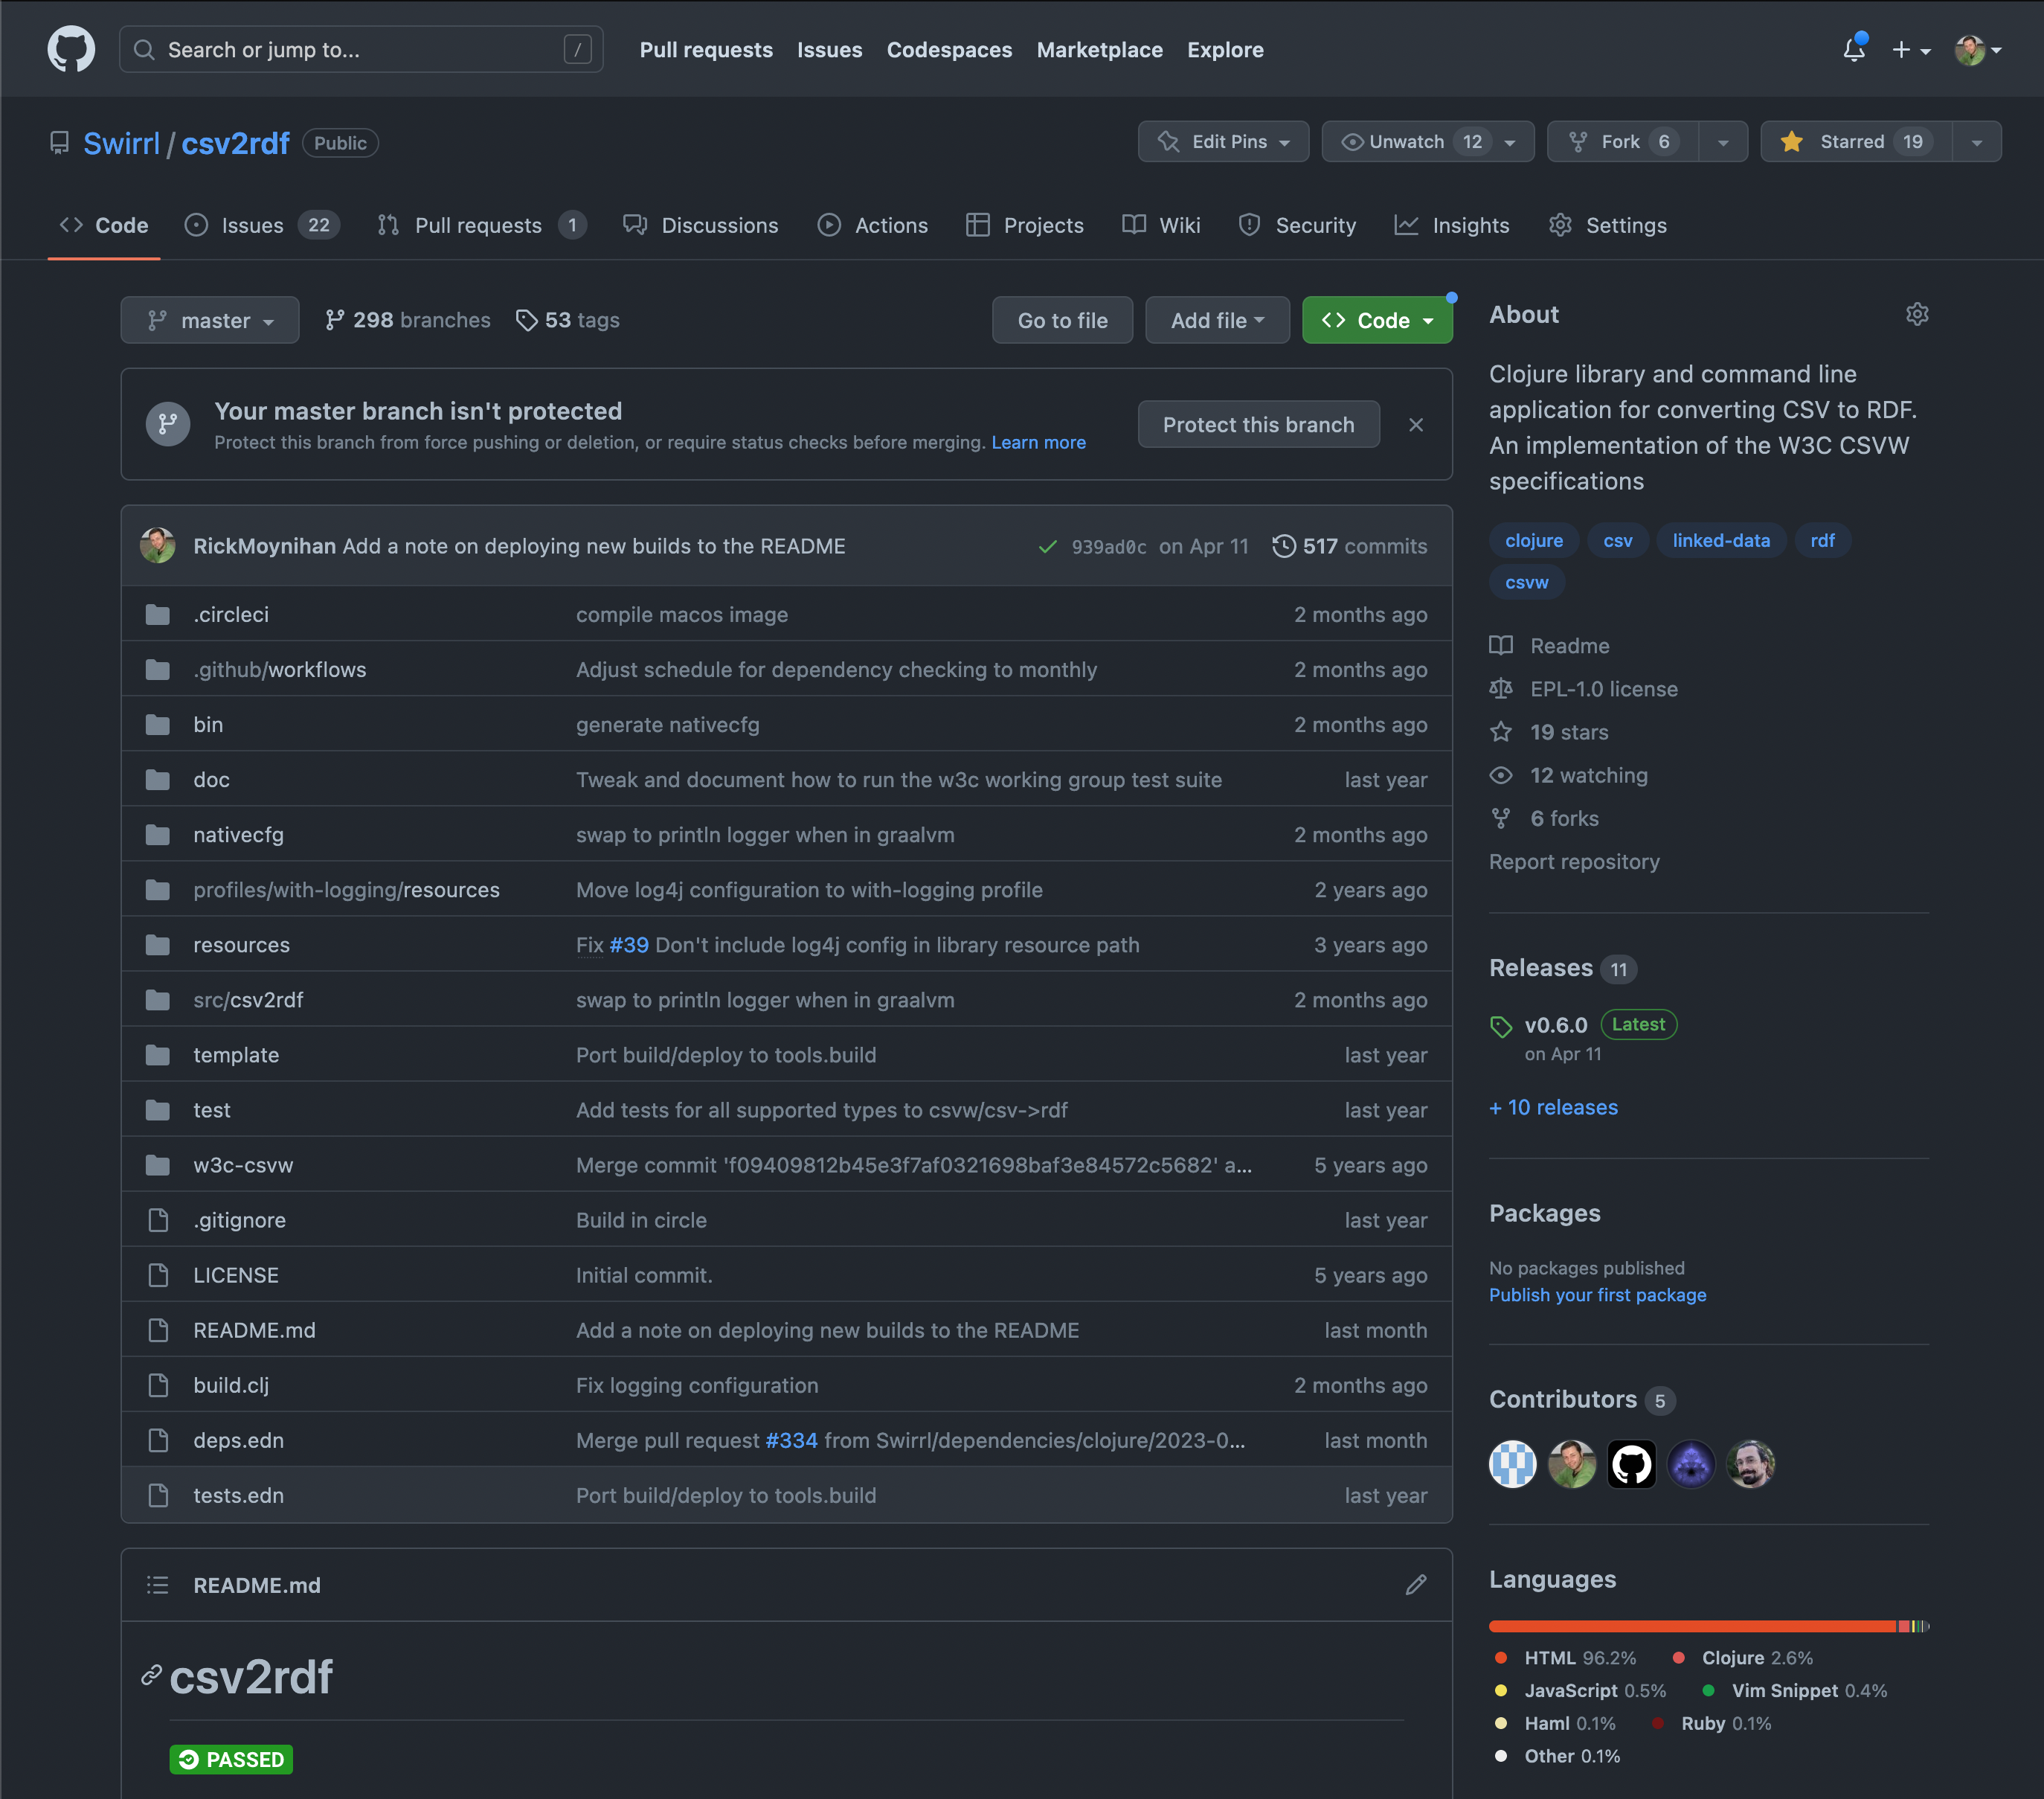 Search or jump to... /
Pull requests Issues Codespaces Marketplace Explore
Swirrl / csv2rdf Public
Edit Pins Unwatch 12 Fork 6 Starred 19
Code Issues 22 Pull requests 1 Discussions Actions Projects Wiki Security Insights Settings
master 298 branches 53 tags
Go to file Add file Code
Your master branch isn't protected
Protect this branch from force pushing or deletion, or require status checks before merging. Learn more
Protect this branch
RickMoynihan Add a note on deploying new builds to the README 939ad0c on Apr 11 517 commits
.circleci compile macos image 2 months ago
.github/workflows Adjust schedule for dependency checking to monthly 2 months ago
bin generate nativecfg 2 months ago
doc Tweak and document how to run the w3c working group test suite last year
nativecfg swap to println logger when in graalvm 2 months ago
profiles/with-logging/resources Move log4j configuration to with-logging profile 2 years ago
resources Fix #39 Don't include log4j config in library resource path 3 years ago
src/csv2rdf swap to println logger when in graalvm 2 months ago
template Port build/deploy to tools.build last year
test Add tests for all supported types to csvw/csv->rdf last year
w3c-csvw Merge commit 'f09409812b45e3f7af0321698baf3e84572c5682' a... 5 years ago
.gitignore Build in circle last year
LICENSE Initial commit. 5 years ago
README.md Add a note on deploying new builds to the README last month
build.clj Fix logging configuration 2 months ago
deps.edn Merge pull request #334 from Swirrl/dependencies/clojure/2023-0... last month
tests.edn Port build/deploy to tools.build last year
README.md
csv2rdf
PASSED
About
Clojure library and command line
application for converting CSV to RDF.
An implementation of the W3C CSVW
specifications
clojure csv linked-data rdf
csvw
Readme
EPL-1.0 license
19 stars
12 watching
6 forks
Report repository
Releases 11
v0.6.0 Latest
on Apr 11
+ 10 releases
Packages
No packages published
Publish your first package
Contributors 5
Languages
HTML 96.2% Clojure 2.6%
JavaScript 0.5% Vim Snippet 0.4%
Haml 0.1% Ruby 0.1%
Other 0.1%